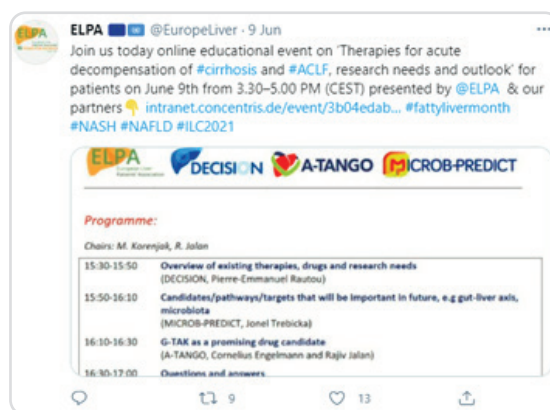 ELPA @EuropeLiver · 9 Jun
Join us today online educational event on 'Therapies for acute
decompensation of #cirrhosis and #ACLF, research needs and outlook' for
patients on June 9th from 3.30–5.00 PM (CEST) presented by @ELPA & our
partners👇 intranet.concentris.de/event/3b04edab... #fattylivermonth
#NASH #NAFLD #ILC2021
ELPA DECISION A-TANGO MICROB-PREDICT
European Liver
Patients' Association
Programme:
Chairs: M. Korenjak, R. Jalan
15:30-15:50 Overview of existing therapies, drugs and research needs
(DECISION, Pierre-Emmanuel Rautou)
15:50-16:10 Candidates/pathways/targets that will be important in future, e.g gut-liver axis,
microbiota
(MICROB-PREDICT, Jonel Trebicka)
16:10-16:30 G-TAK as a promising drug candidate
(A-TANGO, Cornelius Engelmann and Rajiv Jalan)
16:30-17:00 Questions and answers
9 13